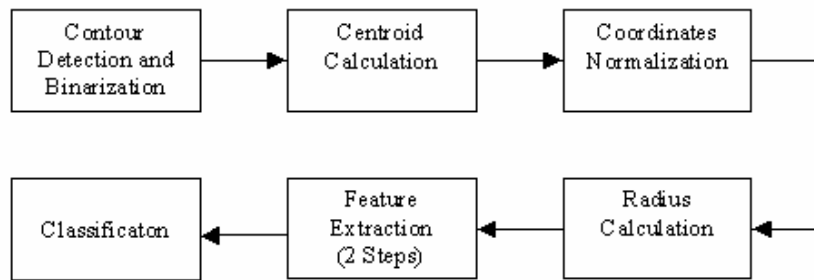 Contour
Detection and
Binarization
Centroid
Calculation
Coordinates
Normalization
Radius
Calculation
Feature
Extraction
(2 Steps)
Classificaton